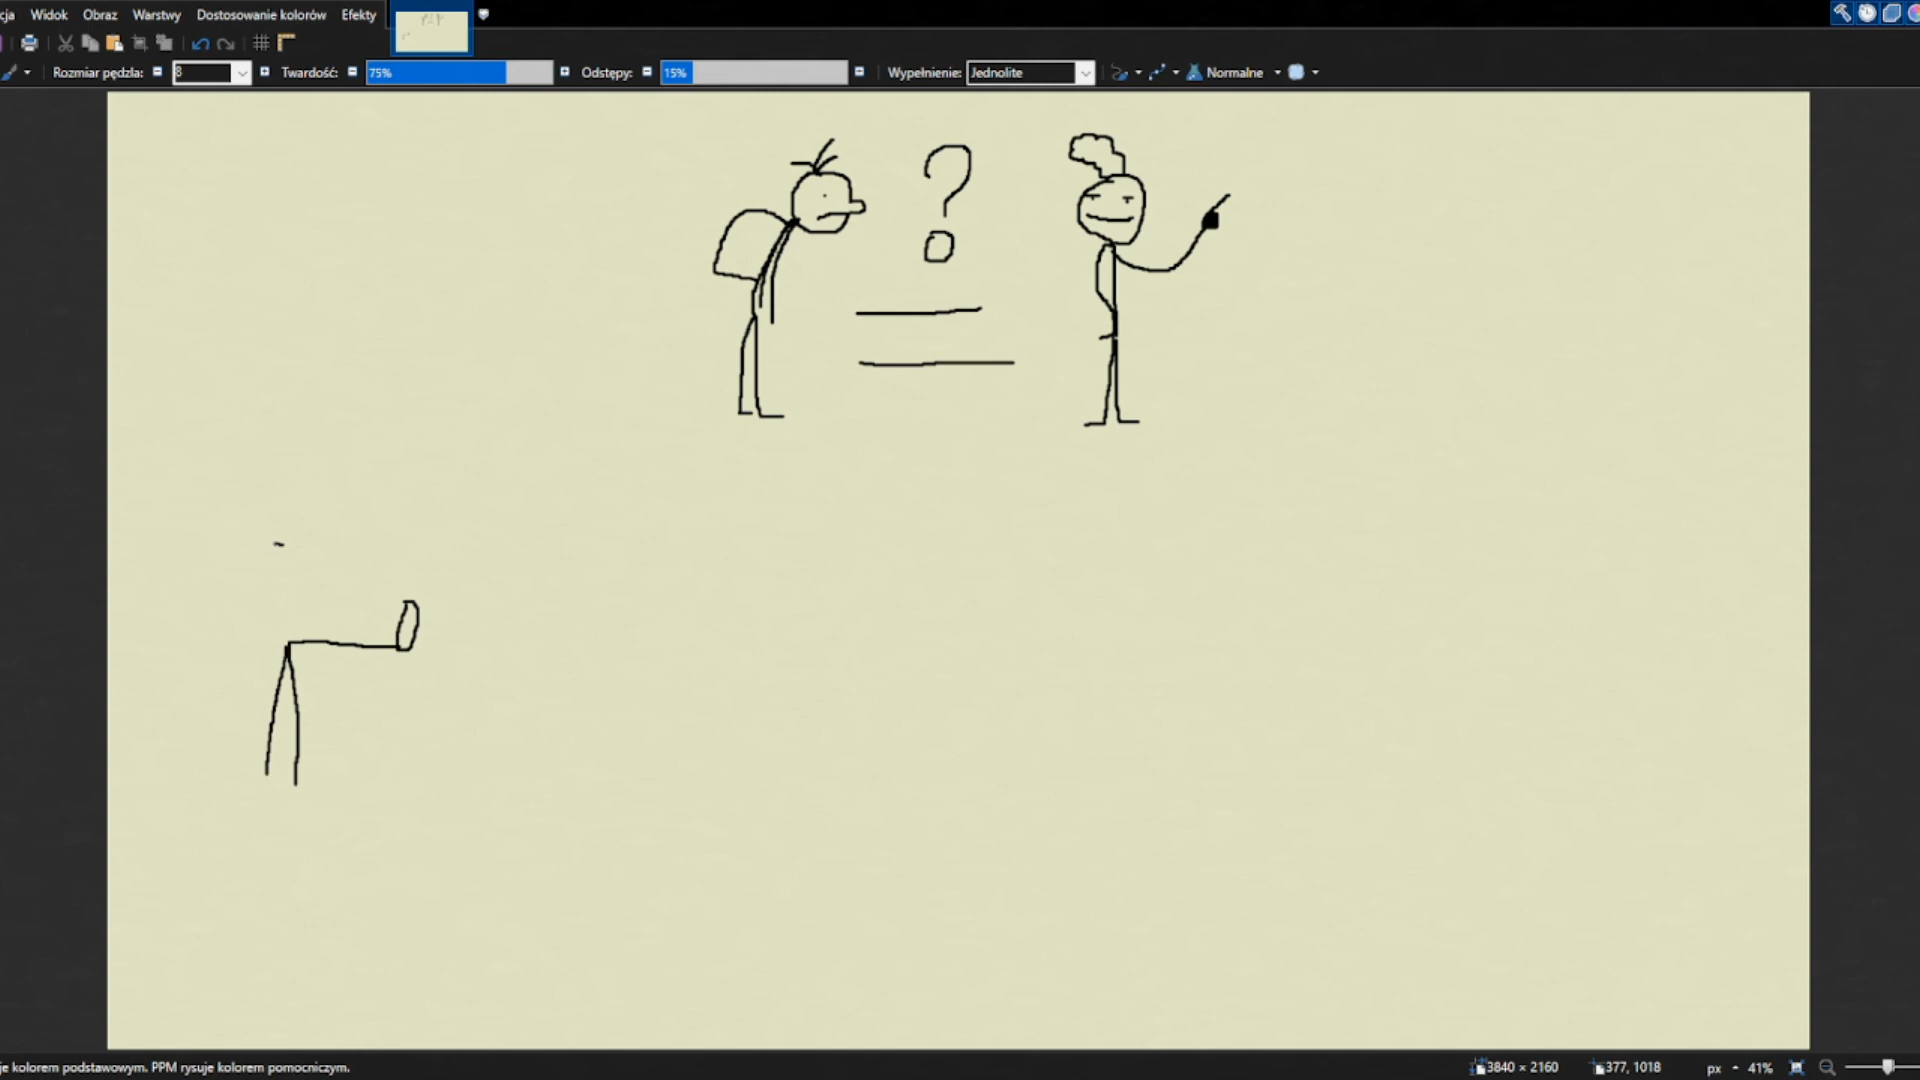 cja Widok Obraz Warstwy Dostosowanie kolorów Efekty
Rozmiar pędzla: 8 Twardość: 75% Odstępy: 15% Wypełnienie: Jednolite Normalne
?
je kolorem podstawowym. PPM rysuje kolorem pomocniczym.
3840 × 2160 377, 1018 px 41%